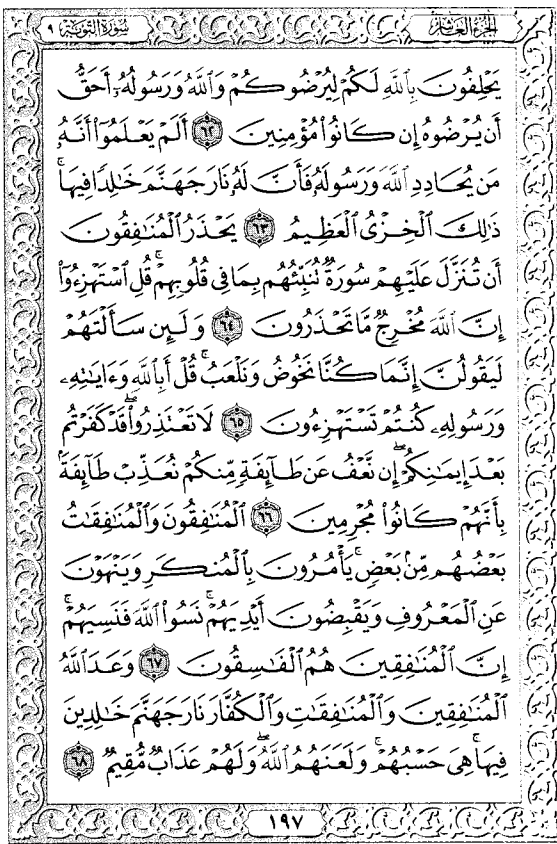 الجزء العاشر
سورة التوبة ٩
يَحْلِفُونَ بِٱللَّهِ لَكُمْ لِيُرْضُوكُمْ وَٱللَّهُ وَرَسُولُهُۥٓ أَحَقُّ
أَن يُرْضُوهُ إِن كَانُوا۟ مُؤْمِنِينَ ٦٢ أَلَمْ يَعْلَمُوٓا۟ أَنَّهُۥ
مَن يُحَادِدِ ٱللَّهَ وَرَسُولَهُۥ فَأَنَّ لَهُۥ نَارَ جَهَنَّمَ خَـٰلِدًا فِيهَا ۚ
ذَٰلِكَ ٱلْخِزْىُ ٱلْعَظِيمُ ٦٣ يَحْذَرُ ٱلْمُنَـٰفِقُونَ
أَن تُنَزَّلَ عَلَيْهِمْ سُورَةٌ تُنَبِّئُهُم بِمَا فِى قُلُوبِهِمْ ۚ قُلِ ٱسْتَهْزِءُوٓا۟
إِنَّ ٱللَّهَ مُخْرِجٌ مَّا تَحْذَرُونَ ٦٤ وَلَئِن سَأَلْتَهُمْ
لَيَقُولُنَّ إِنَّمَا كُنَّا نَخُوضُ وَنَلْعَبُ ۚ قُلْ أَبِٱللَّهِ وَءَايَـٰتِهِۦ
وَرَسُولِهِۦ كُنتُمْ تَسْتَهْزِءُونَ ٦٥ لَا تَعْتَذِرُوا۟ ۖ قَدْ كَفَرْتُم
بَعْدَ إِيمَـٰنِكُمْ ۚ إِن نَّعْفُ عَن طَآئِفَةٍ مِّنكُمْ نُعَذِّبْ طَآئِفَةًۢ
بِأَنَّهُمْ كَانُوا۟ مُجْرِمِينَ ٦٦ ٱلْمُنَـٰفِقُونَ وَٱلْمُنَـٰفِقَـٰتُ
بَعْضُهُم مِّنۢ بَعْضٍ ۚ يَأْمُرُونَ بِٱلْمُنكَرِ وَيَنْهَوْنَ
عَنِ ٱلْمَعْرُوفِ وَيَقْبِضُونَ أَيْدِيَهُمْ ۚ نَسُوا۟ ٱللَّهَ فَنَسِيَهُمْ ۗ
إِنَّ ٱلْمُنَـٰفِقِينَ هُمُ ٱلْفَـٰسِقُونَ ٦٧ وَعَدَ ٱللَّهُ
ٱلْمُنَـٰفِقِينَ وَٱلْمُنَـٰفِقَـٰتِ وَٱلْكُفَّارَ نَارَ جَهَنَّمَ خَـٰلِدِينَ
فِيهَا ۚ هِىَ حَسْبُهُمْ ۚ وَلَعَنَهُمُ ٱللَّهُ ۖ وَلَهُمْ عَذَابٌ مُّقِيمٌ ٦٨
١٩٧